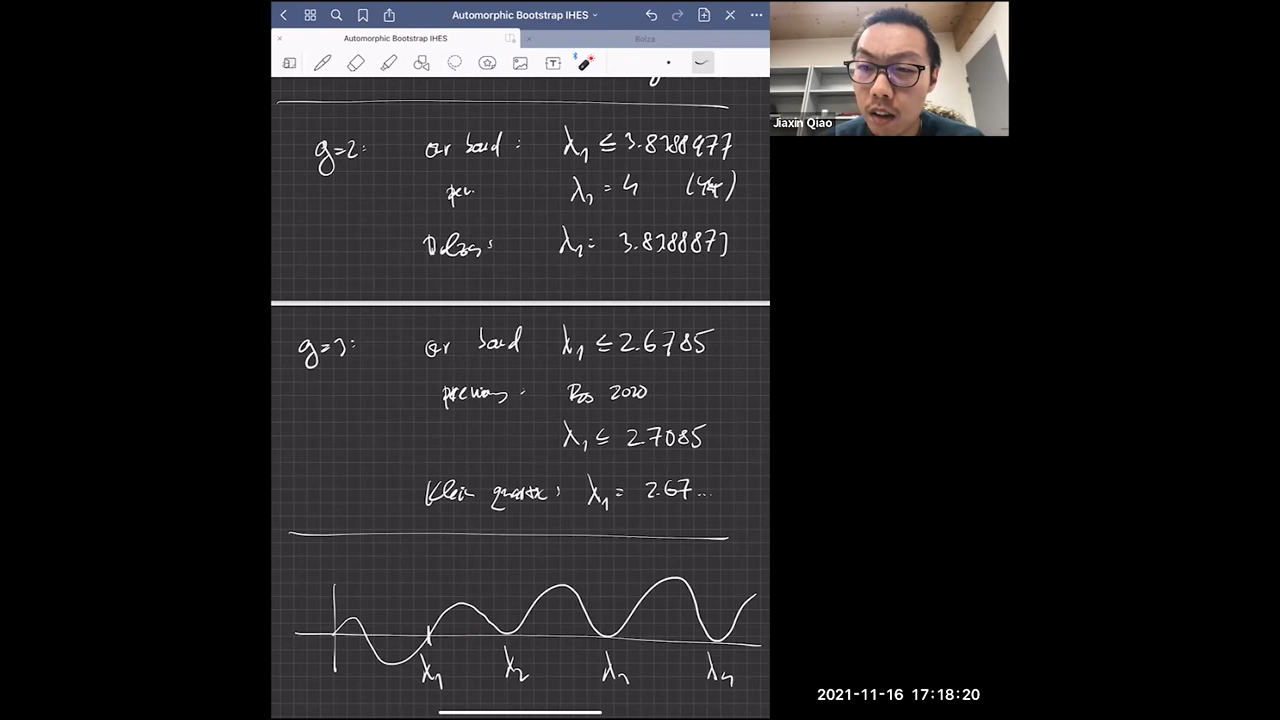 Automorphic Bootstrap IHES
Automorphic Bootstrap IHES
Bolza
Jiaxin Qiao
g=2: our bound: λ₁ ≤ 3.8388977
λ₁ = 4
λ₁ = 3.8388873
g=3: our bound λ₁ ≤ 2.6785
previous: Bos 2020
λ₁ ≤ 2.7085
Klein quartic: λ₁ = 2.67...
λ₁ λ₂ λ₃ λ₄
2021-11-16 17:18:20